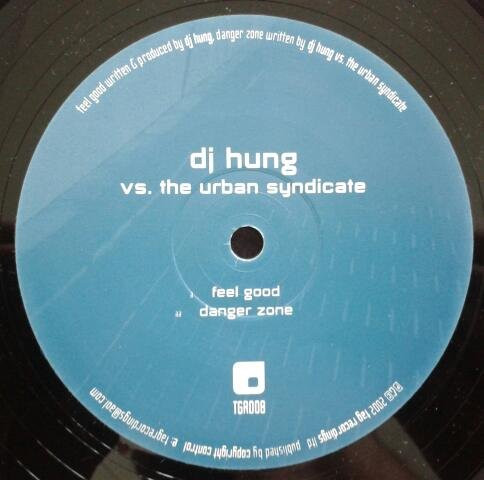 feel good written & produced by dj hung, danger zone written by dj hung vs. the urban syndicate
dj hung
vs. the urban syndicate
a feel good
aa danger zone
TGR008
℗©2002 tag recordings ltd published by copyright control e: tagrecordings@aol.com